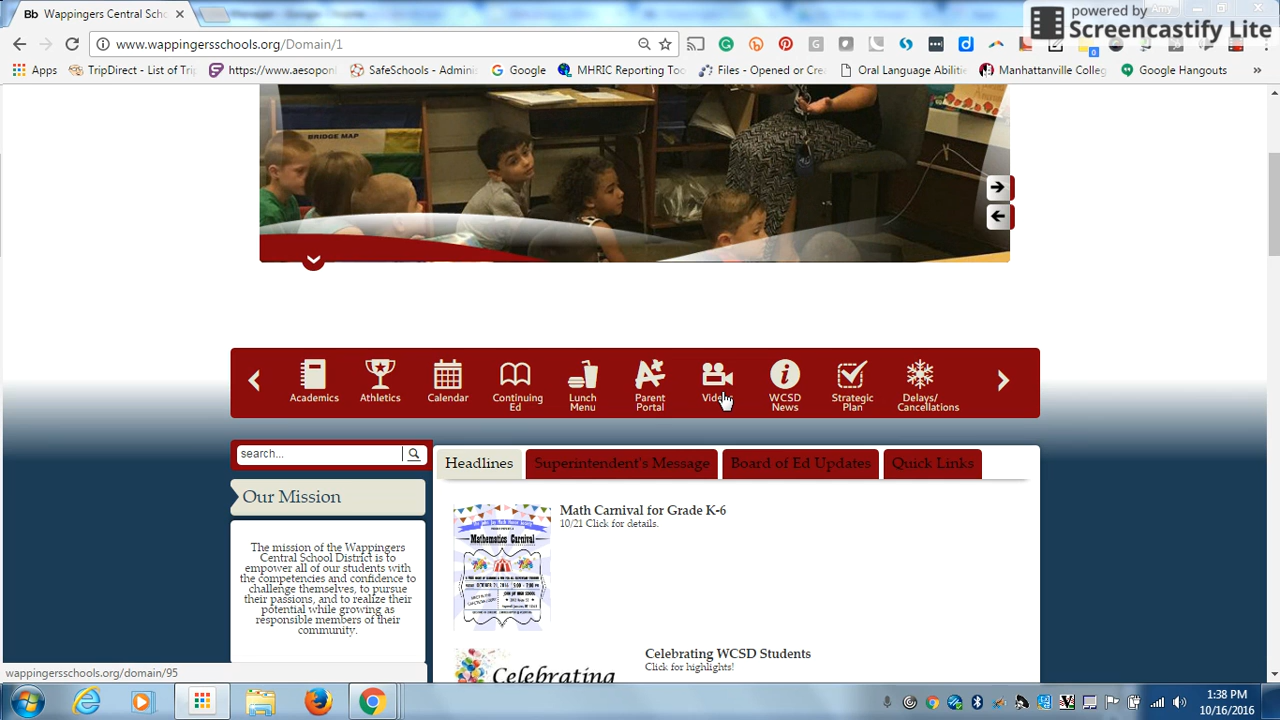 Bb Wappingers Central Scho
Amy
powered by
Screencastify Lite
www.wappingersschools.org/Domain/1
Apps
TripDirect - List of Tri
https://www.aesoponl
SafeSchools - Adminis
Google
MHRIC Reporting Too
Files - Opened or Crea
Oral Language Abilitie
Manhattanville Colleg
Google Hangouts
BRIDGE MAP
Academics
Athletics
Calendar
Continuing
Ed
Lunch
Menu
Parent
Portal
WCSD
News
Strategic
Plan
Delays/
Cancellations
search...
Headlines
Superintendent's Message
Board of Ed Updates
Quick Links
Our Mission
The mission of the Wappingers
Central School District is to
empower all of our students with
the competencies and confidence to
challenge themselves, to pursue
their passions, and to realize their
potential while growing as
responsible members of their
community.
Math Carnival for Grade K-6
10/21 Click for details.
Mathematics Carnival
Celebrating WCSD Students
Click for highlights!
Celebrating
wappingersschools.org/domain/95
1:38 PM
10/16/2016